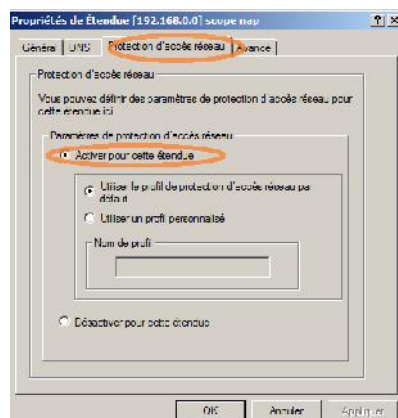 Propriétés de Étendue [192.168.0.0] scope nap
Général DNS Protection d'accès réseau Avancé
Protection d'accès réseau
Vous pouvez définir des paramètres de protection d'accès réseau pour
cette étendue ici
Paramètres de protection d'accès réseau
Activer pour cette étendue
Utiliser le profil de protection d'accès réseau par
défaut
Utiliser un profil personnalisé
Nom de profil
Désactiver pour cette étendue
OK Annuler Appliquer